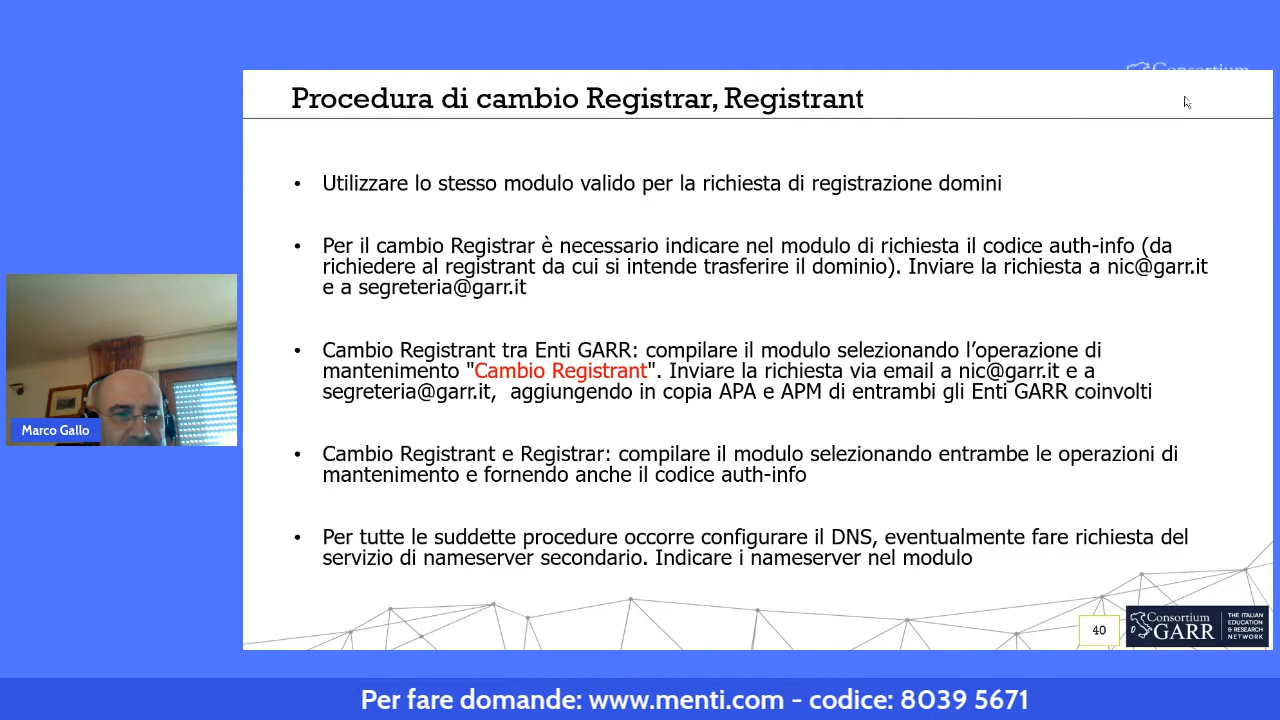 Consortium
Procedura di cambio Registrar, Registrant
• Utilizzare lo stesso modulo valido per la richiesta di registrazione domini
• Per il cambio Registrar è necessario indicare nel modulo di richiesta il codice auth-info (da
richiedere al registrant da cui si intende trasferire il dominio). Inviare la richiesta a nic@garr.it
e a segreteria@garr.it
• Cambio Registrant tra Enti GARR: compilare il modulo selezionando l’operazione di
mantenimento "Cambio Registrant". Inviare la richiesta via email a nic@garr.it e a
segreteria@garr.it, aggiungendo in copia APA e APM di entrambi gli Enti GARR coinvolti
• Cambio Registrant e Registrar: compilare il modulo selezionando entrambe le operazioni di
mantenimento e fornendo anche il codice auth-info
• Per tutte le suddette procedure occorre configurare il DNS, eventualmente fare richiesta del
servizio di nameserver secondario. Indicare i nameserver nel modulo
Marco Gallo
40
Consortium
GARR
THE ITALIAN
EDUCATION
& RESEARCH
NETWORK
Per fare domande: www.menti.com - codice: 8039 5671